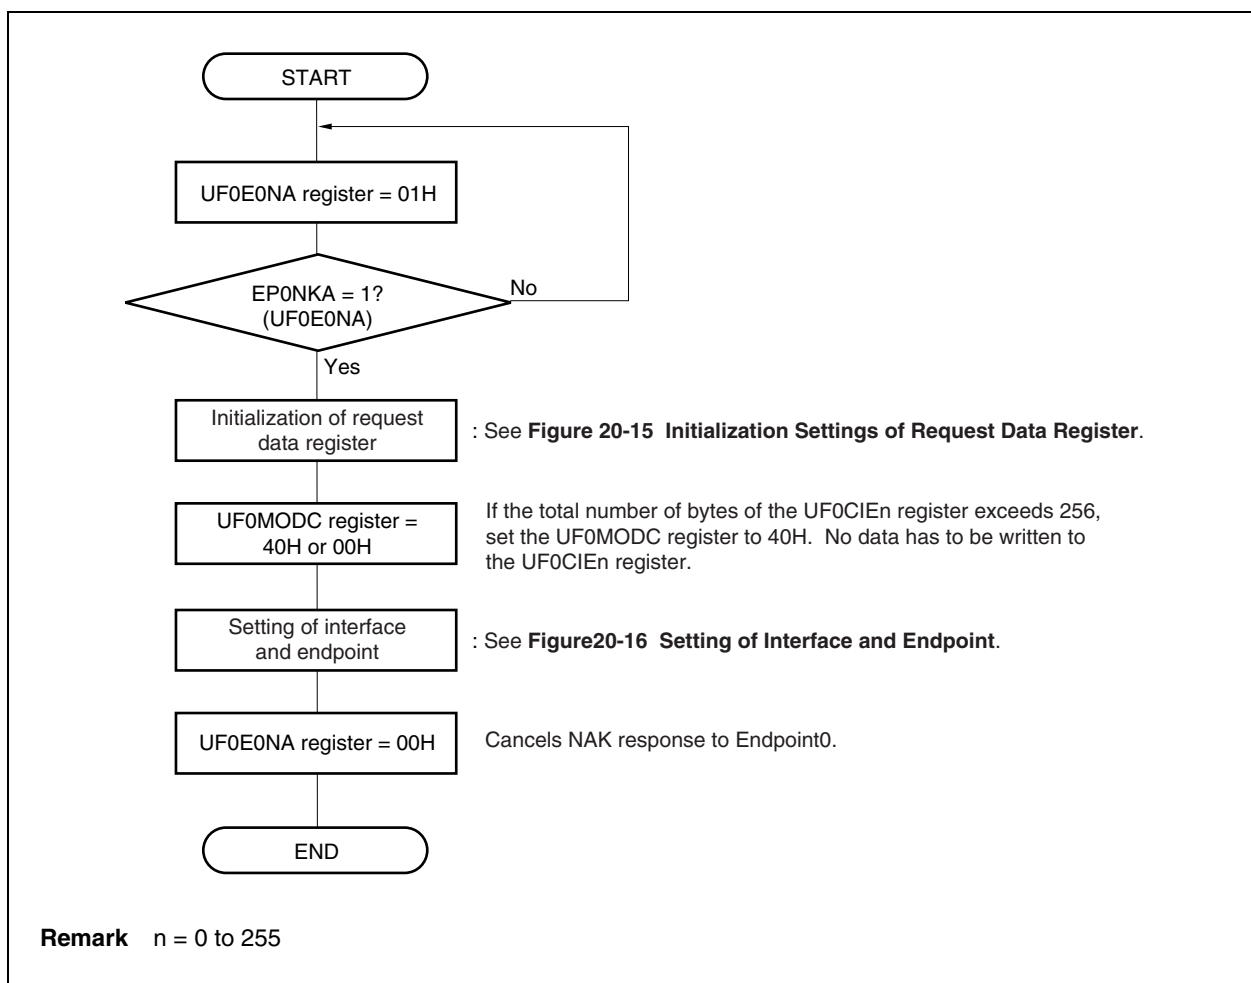 START
UF0E0NA register = 01H
EP0NKA = 1?
(UF0E0NA)
No
Yes
Initialization of request
data register
: See Figure 20-15  Initialization Settings of Request Data Register.
UF0MODC register =
40H or 00H
If the total number of bytes of the UF0CIEn register exceeds 256,
set the UF0MODC register to 40H.  No data has to be written to
the UF0CIEn register.
Setting of interface
and endpoint
: See Figure20-16  Setting of Interface and Endpoint.
UF0E0NA register = 00H
Cancels NAK response to Endpoint0.
END
Remark n = 0 to 255